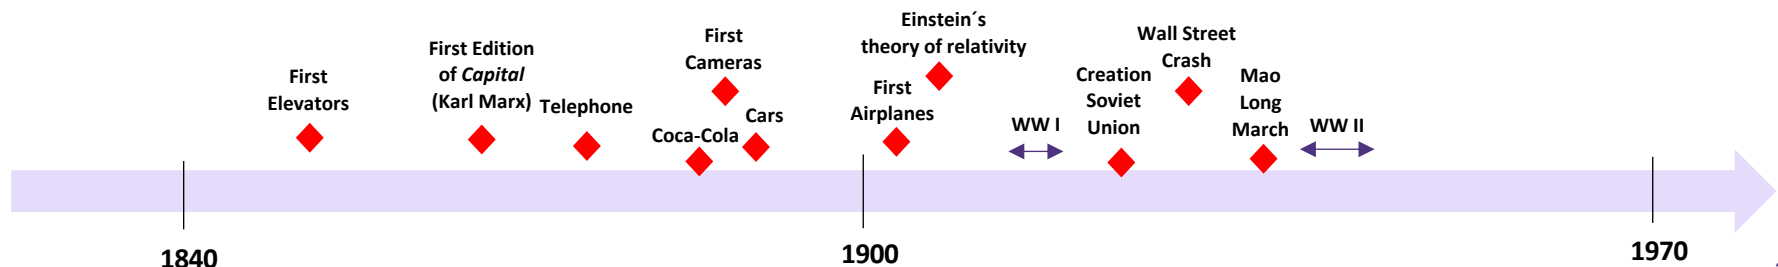 First
Elevators
First Edition
of Capital
(Karl Marx)
Telephone
Coca-Cola
First
Cameras
Cars
First
Airplanes
Einstein´s
theory of relativity
WW I
Creation
Soviet
Union
Wall Street
Crash
Mao
Long
March
WW II
1840
1900
1970